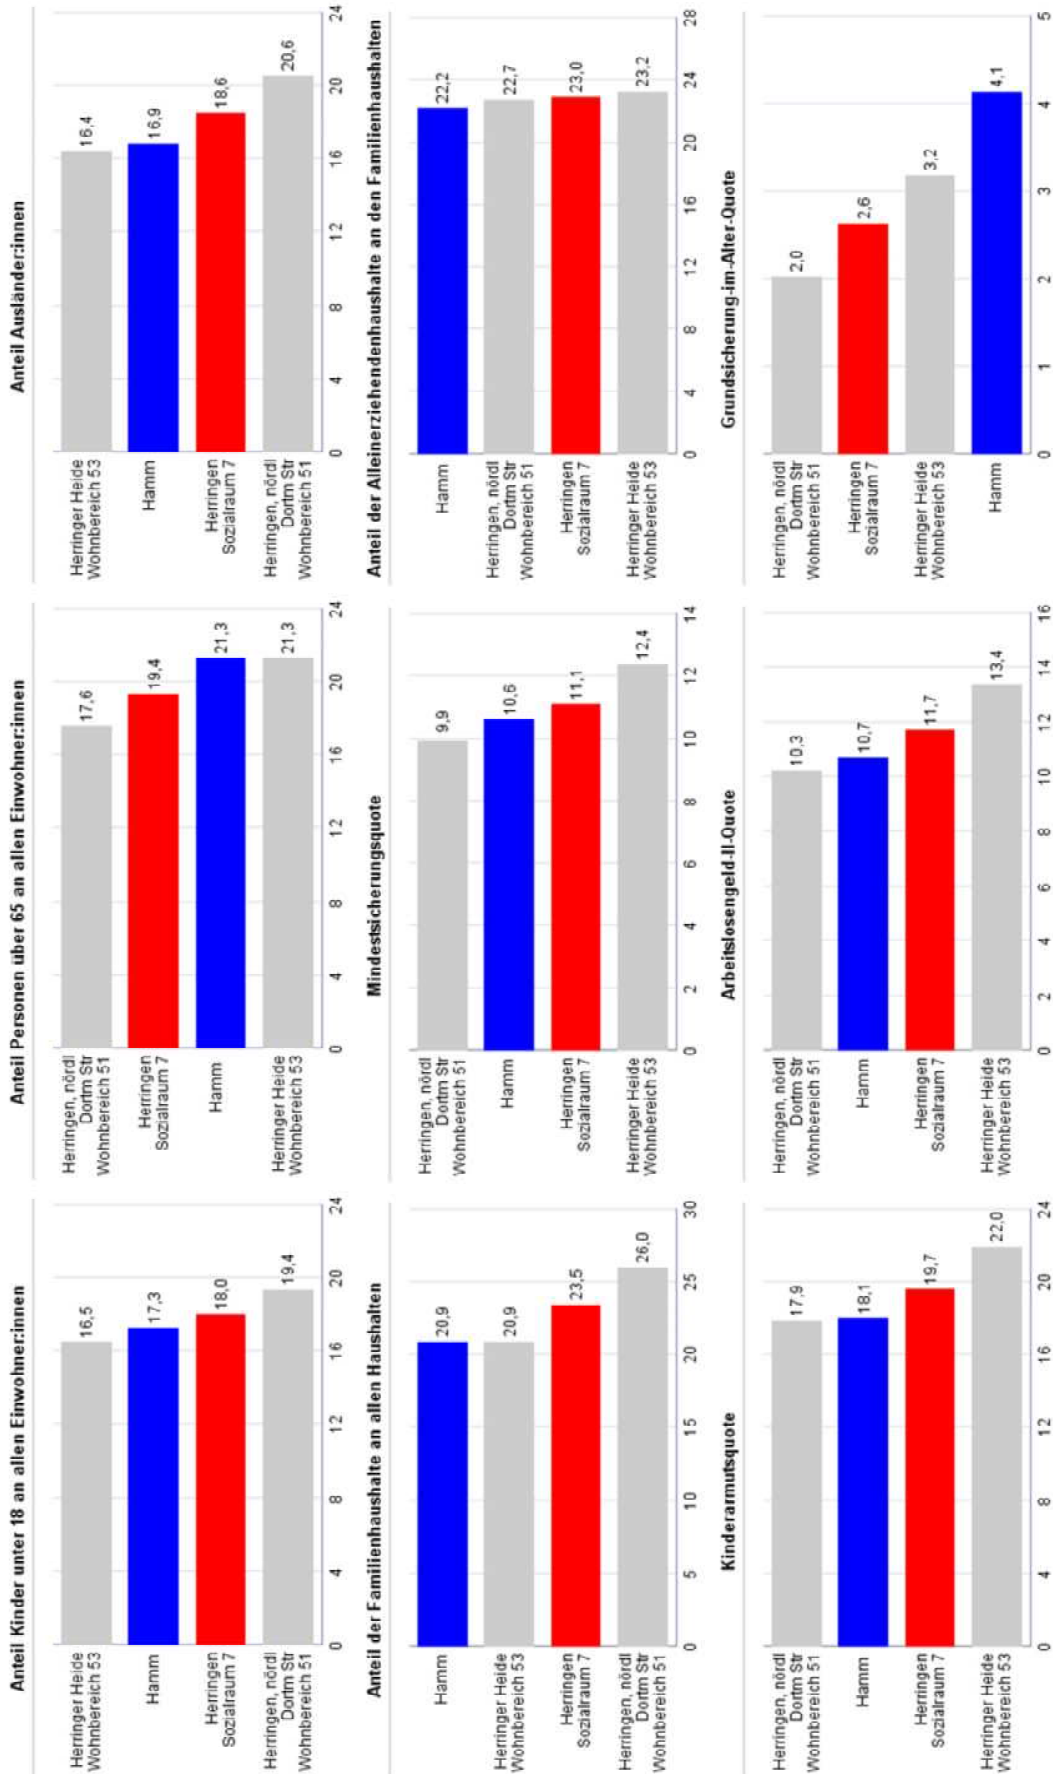 Anteil Kinder unter 18 an allen Einwohner:innen
Herringer Heide
Wohnbereich 53
16,5
Hamm
17,3
Herringen
Sozialraum 7
18,0
Herringen, nördl
Dortm Str
Wohnbereich 51
19,4
0 4 8 12 16 20 24
Anteil Personen über 65 an allen Einwohner:innen
Herringen, nördl
Dortm Str
Wohnbereich 51
17,6
Herringen
Sozialraum 7
19,4
Hamm
21,3
Herringer Heide
Wohnbereich 53
21,3
0 4 8 12 16 20 24
Anteil Ausländer:innen
Herringer Heide
Wohnbereich 53
16,4
Hamm
16,9
Herringen
Sozialraum 7
18,6
Herringen, nördl
Dortm Str
Wohnbereich 51
20,6
0 4 8 12 16 20 24
Anteil der Familienhaushalte an allen Haushalten
Hamm
20,9
Herringer Heide
Wohnbereich 53
20,9
Herringen
Sozialraum 7
23,5
Herringen, nördl
Dortm Str
Wohnbereich 51
26,0
0 5 10 15 20 25 30
Mindestsicherungsquote
Herringen, nördl
Dortm Str
Wohnbereich 51
9,9
Hamm
10,6
Herringen
Sozialraum 7
11,1
Herringer Heide
Wohnbereich 53
12,4
0 2 4 6 8 10 12 14
Anteil der Alleinerziehendenhaushalte an den Familienhaushalten
Hamm
22,2
Herringen, nördl
Dortm Str
Wohnbereich 51
22,7
Herringen
Sozialraum 7
23,0
Herringer Heide
Wohnbereich 53
23,2
0 4 8 12 16 20 24 28
Kinderarmutsquote
Herringen, nördl
Dortm Str
Wohnbereich 51
17,9
Hamm
18,1
Herringen
Sozialraum 7
19,7
Herringer Heide
Wohnbereich 53
22,0
0 4 8 12 16 20 24
Arbeitslosengeld-II-Quote
Herringen, nördl
Dortm Str
Wohnbereich 51
10,3
Hamm
10,7
Herringen
Sozialraum 7
11,7
Herringer Heide
Wohnbereich 53
13,4
0 2 4 6 8 10 12 14 16
Grundsicherung-im-Alter-Quote
Herringen, nördl
Dortm Str
Wohnbereich 51
2,0
Herringen
Sozialraum 7
2,6
Herringer Heide
Wohnbereich 53
3,2
Hamm
4,1
0 1 2 3 4 5